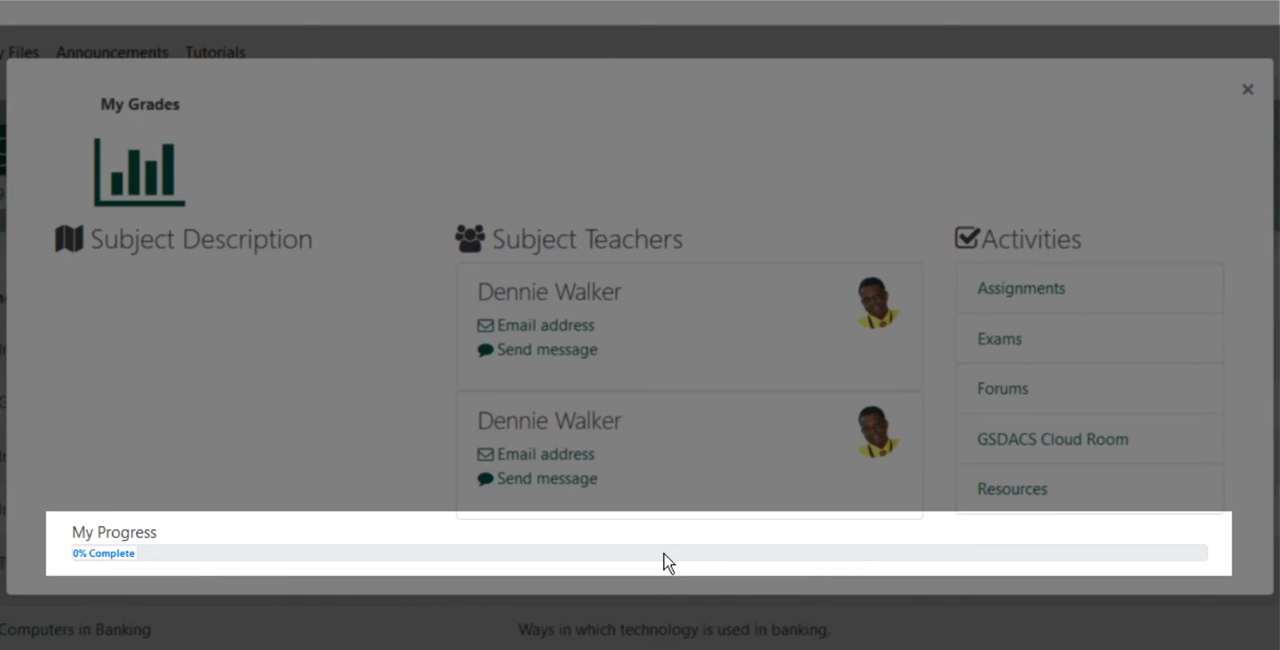 Files
Announcements
Tutorials
My Grades
Subject Description
Subject Teachers
Dennie Walker
Email address
Send message
Dennie Walker
Email address
Send message
Activities
Assignments
Exams
Forums
GSDACS Cloud Room
Resources
My Progress
0% Complete
Computers in Banking
Ways in which technology is used in banking.